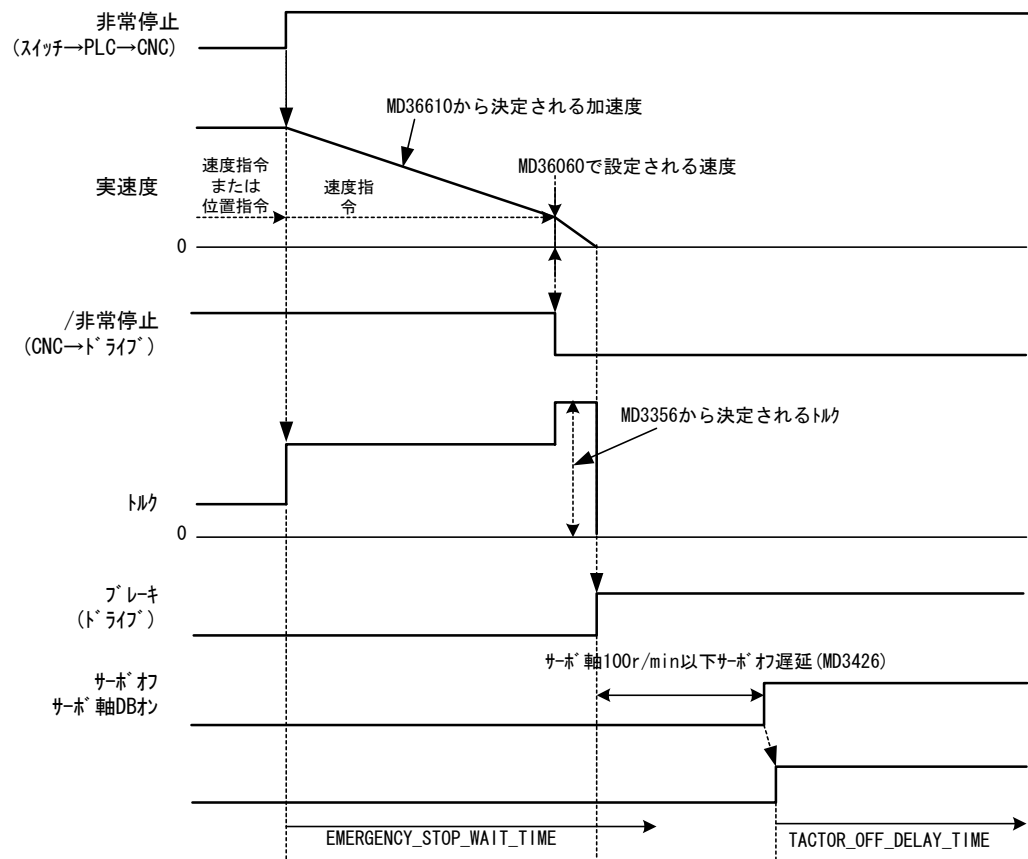 非常停止
(ｽｲｯﾁ→PLC→CNC)
MD36610から決定される加速度
MD36060で設定される速度
速度指令
または
位置指令
速度指
令
実速度
0
/非常停止
(CNC→ﾄﾞﾗｲﾌﾞ)
MD3356から決定されるﾄﾙｸ
ﾄﾙｸ
0
ﾌﾞﾚｰｷ
(ﾄﾞﾗｲﾌﾞ)
ｻｰﾎﾞ軸100r/min以下ｻｰﾎﾞｵﾌ遅延(MD3426)
ｻｰﾎﾞｵﾌ
ｻｰﾎﾞ軸DBｵﾝ
EMERGENCY_STOP_WAIT_TIME
TACTOR_OFF_DELAY_TIME